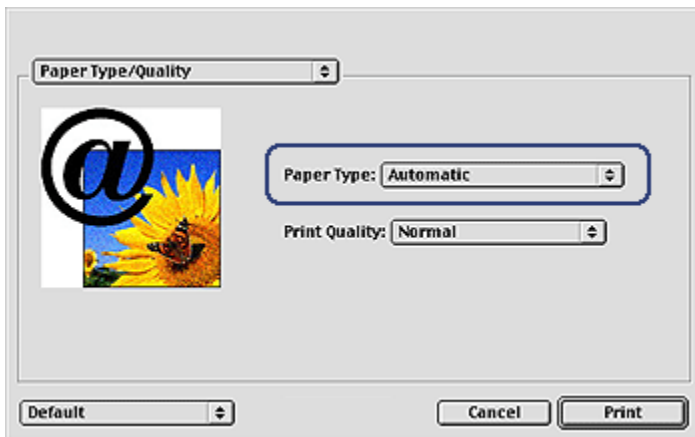 Paper Type/Quality
@
Paper Type: Automatic
Print Quality: Normal
Default
Cancel
Print